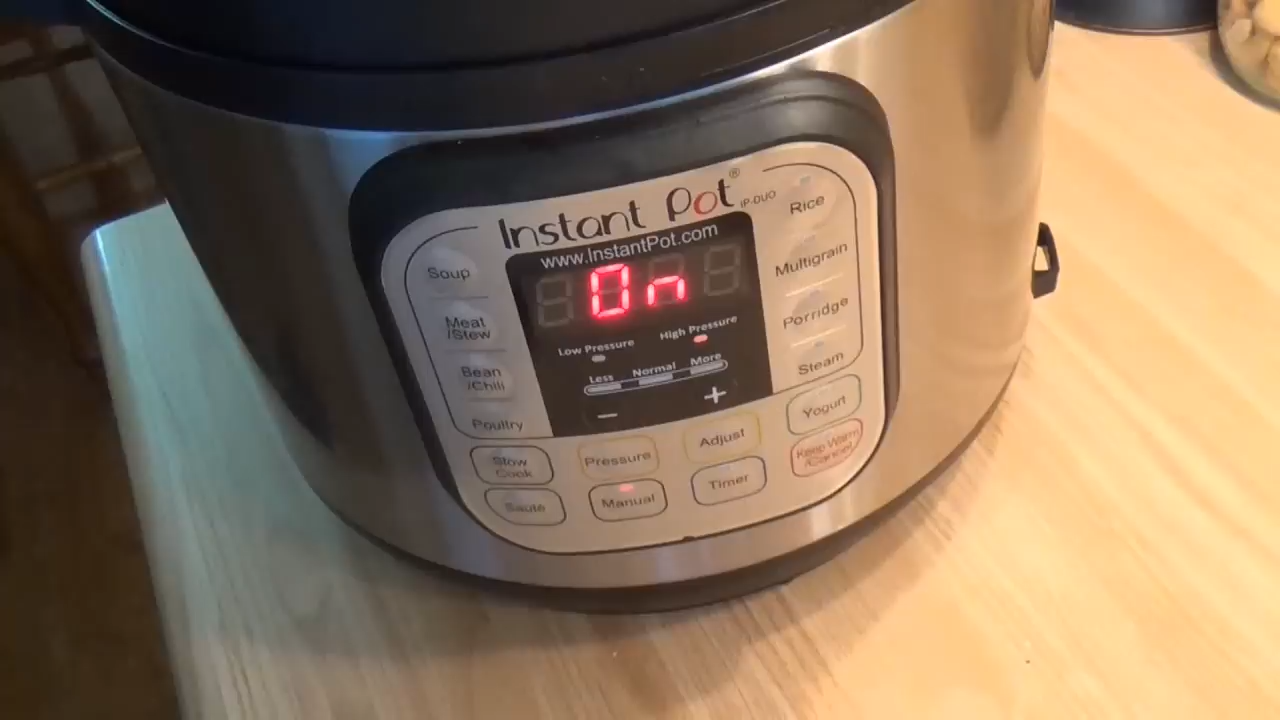 Instant Pot®
IP-DUO
www.InstantPot.com
On
Low Pressure
High Pressure
Less
Normal
More
−
+
Soup
Meat
/Stew
Bean
/Chili
Poultry
Slow
Cook
Sauté
Pressure
Manual
Adjust
Timer
Rice
Multigrain
Porridge
Steam
Yogurt
Keep Warm
/Cancel